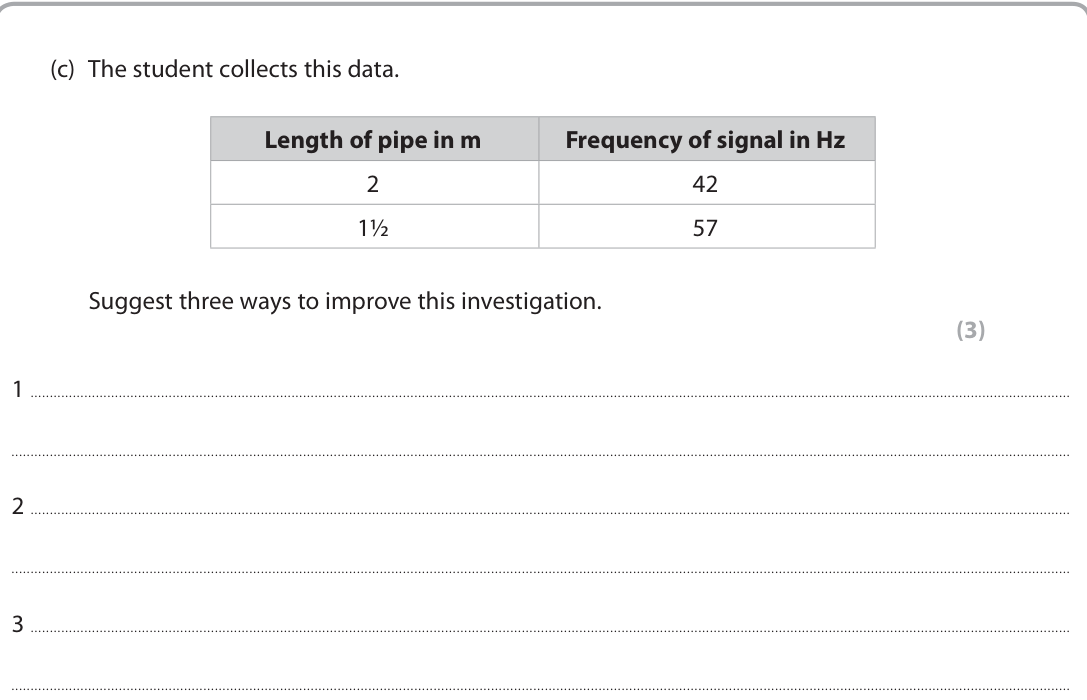 (c) The student collects this data.
Length of pipe in m Frequency of signal in Hz
2 42
1½ 57
Suggest three ways to improve this investigation.
(3)
1
2
3